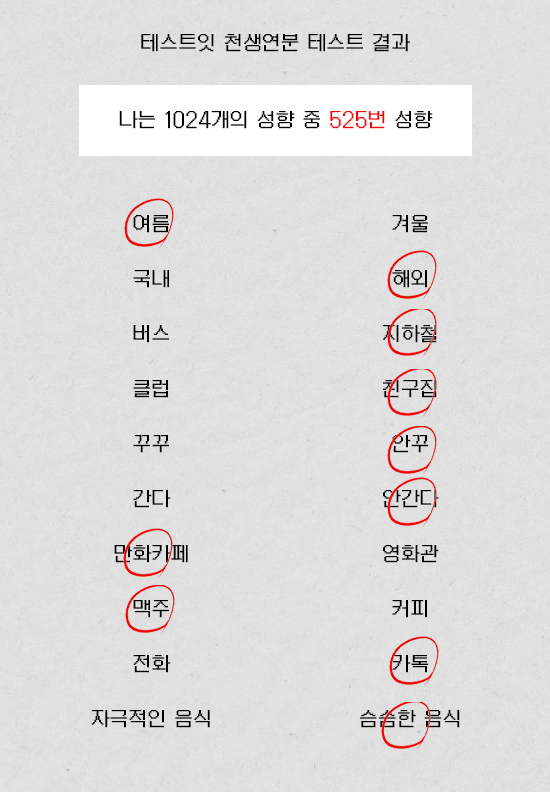 테스트잇 천생연분 테스트 결과
나는 1024개의 성향 중 525번 성향
여름 겨울
국내 해외
버스 지하철
클럽 친구집
꾸꾸 안꾸
간다 안간다
만화카페 영화관
맥주 커피
전화 카톡
자극적인 음식 슴슴한 음식